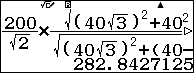 200/√2 × √((40√3)²+40²
/√((40√3)²+(40-
282.8427125